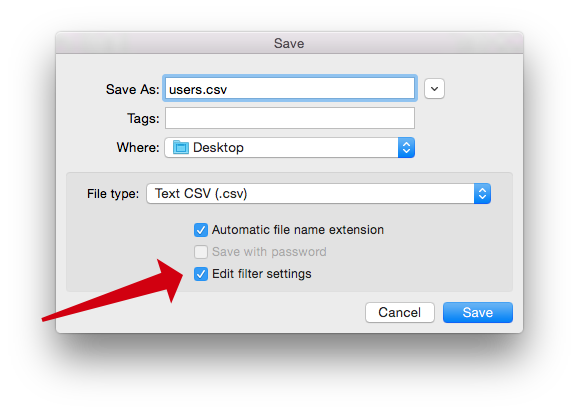 Save
Save As: users.csv
Tags:
Where: Desktop
File type: Text CSV (.csv)
Automatic file name extension
Save with password
Edit filter settings
Cancel Save